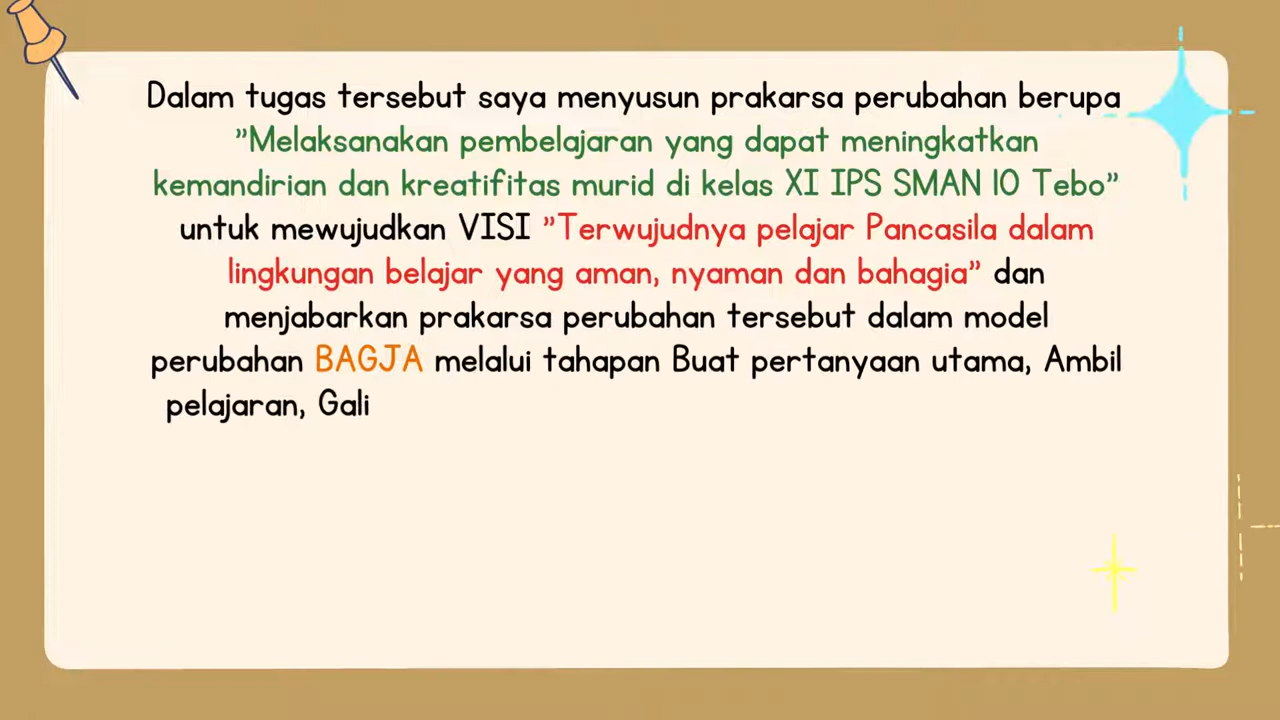 Dalam tugas tersebut saya menyusun prakarsa perubahan berupa
"Melaksanakan pembelajaran yang dapat meningkatkan
kemandirian dan kreatifitas murid di kelas XI IPS SMAN 10 Tebo"
untuk mewujudkan VISI "Terwujudnya pelajar Pancasila dalam
lingkungan belajar yang aman, nyaman dan bahagia" dan
menjabarkan prakarsa perubahan tersebut dalam model
perubahan BAGJA melalui tahapan Buat pertanyaan utama, Ambil
pelajaran, Gali